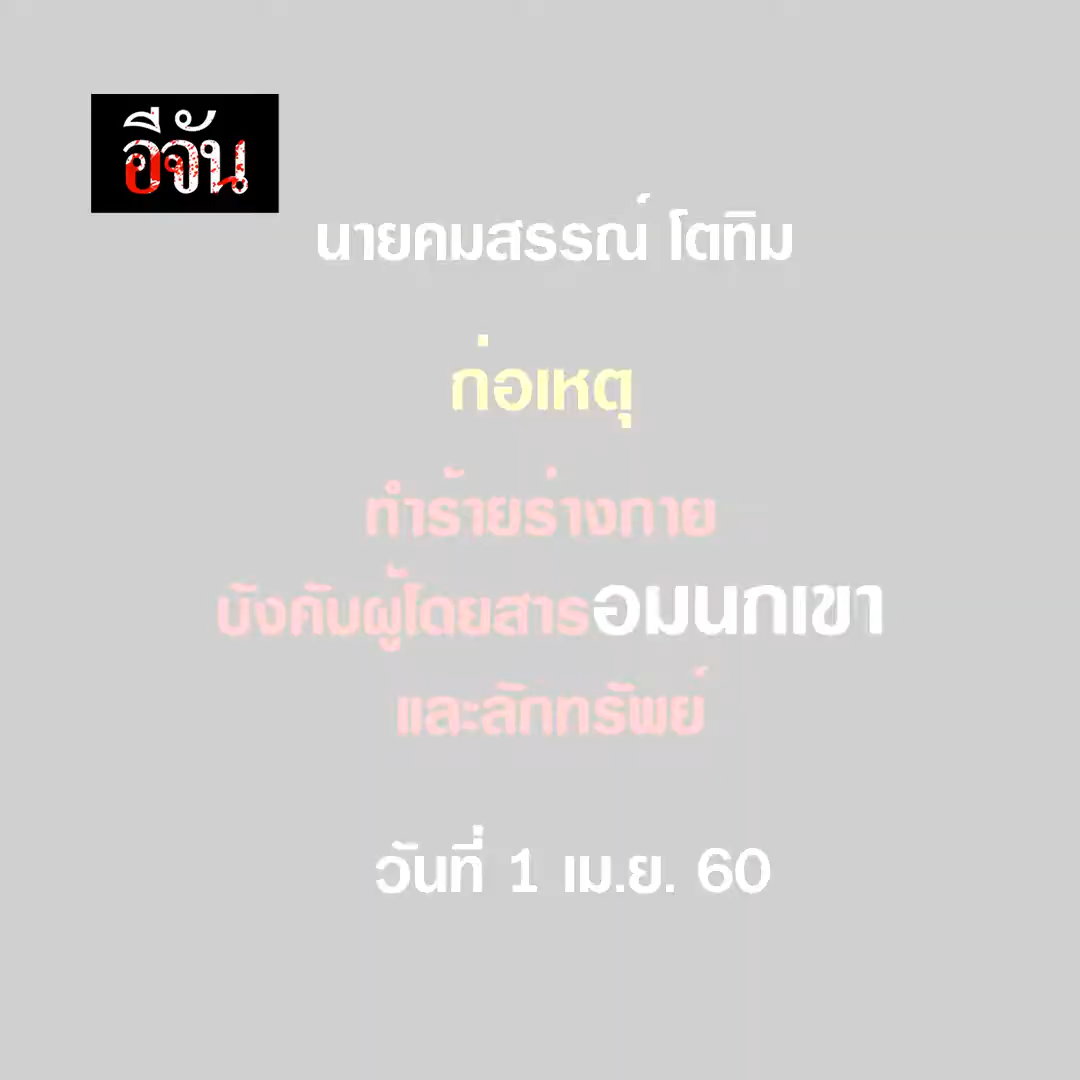 อีจัน
นายคมสรรณ์ โตทิม
ก่อเหตุ
ทำร้ายร่างกาย
บังคับผู้โดยสารอมนกเขา
และลักทรัพย์
วันที่ 1 เม.ย. 60